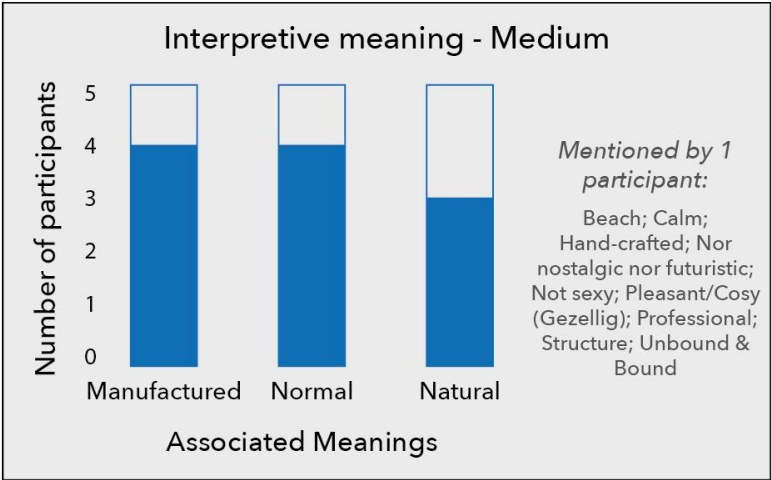 Interpretive meaning - Medium
Number of participants
5
4
3
2
1
0
Manufactured
Normal
Natural
Associated Meanings
Mentioned by 1
participant:
Beach; Calm;
Hand-crafted; Nor
nostalgic nor futuristic;
Not sexy; Pleasant/Cosy
(Gezellig); Professional;
Structure; Unbound &
Bound